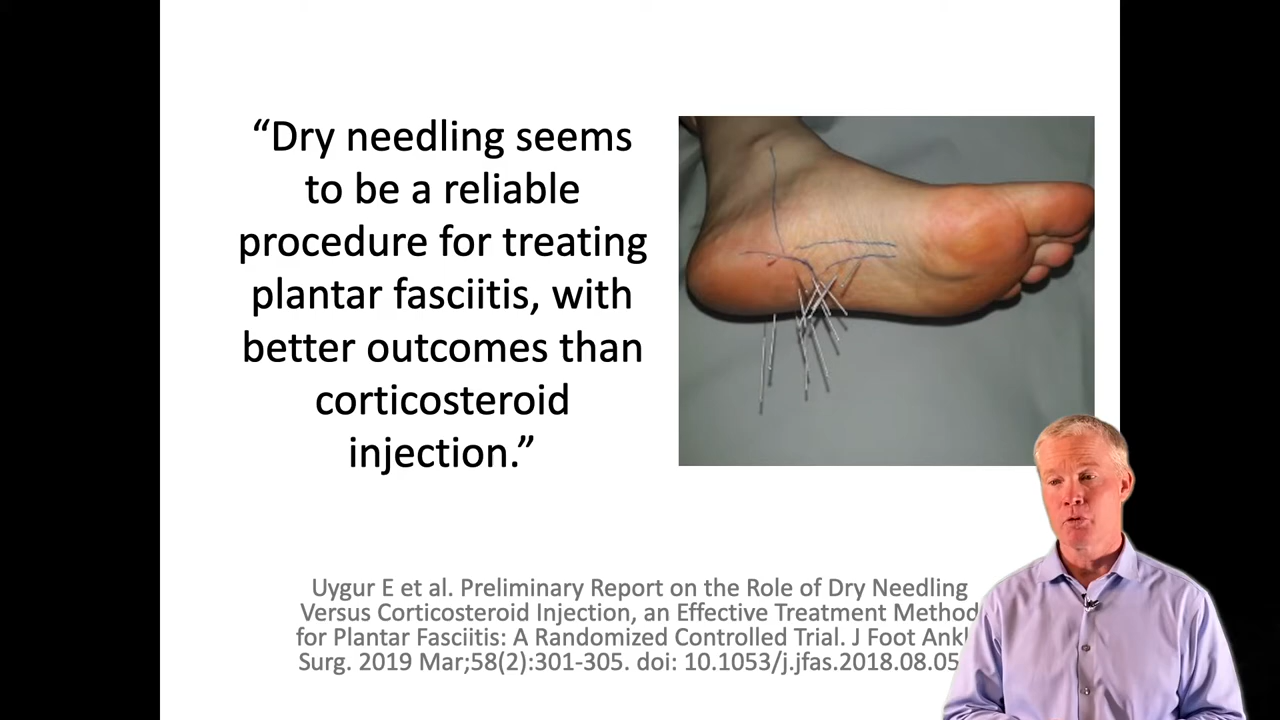 “Dry needling seems
to be a reliable
procedure for treating
plantar fasciitis, with
better outcomes than
corticosteroid
injection.”
Uygur E et al. Preliminary Report on the Role of Dry Needling
Versus Corticosteroid Injection, an Effective Treatment Method
for Plantar Fasciitis: A Randomized Controlled Trial. J Foot
Surg. 2019 Mar;58(2):301-305. doi: